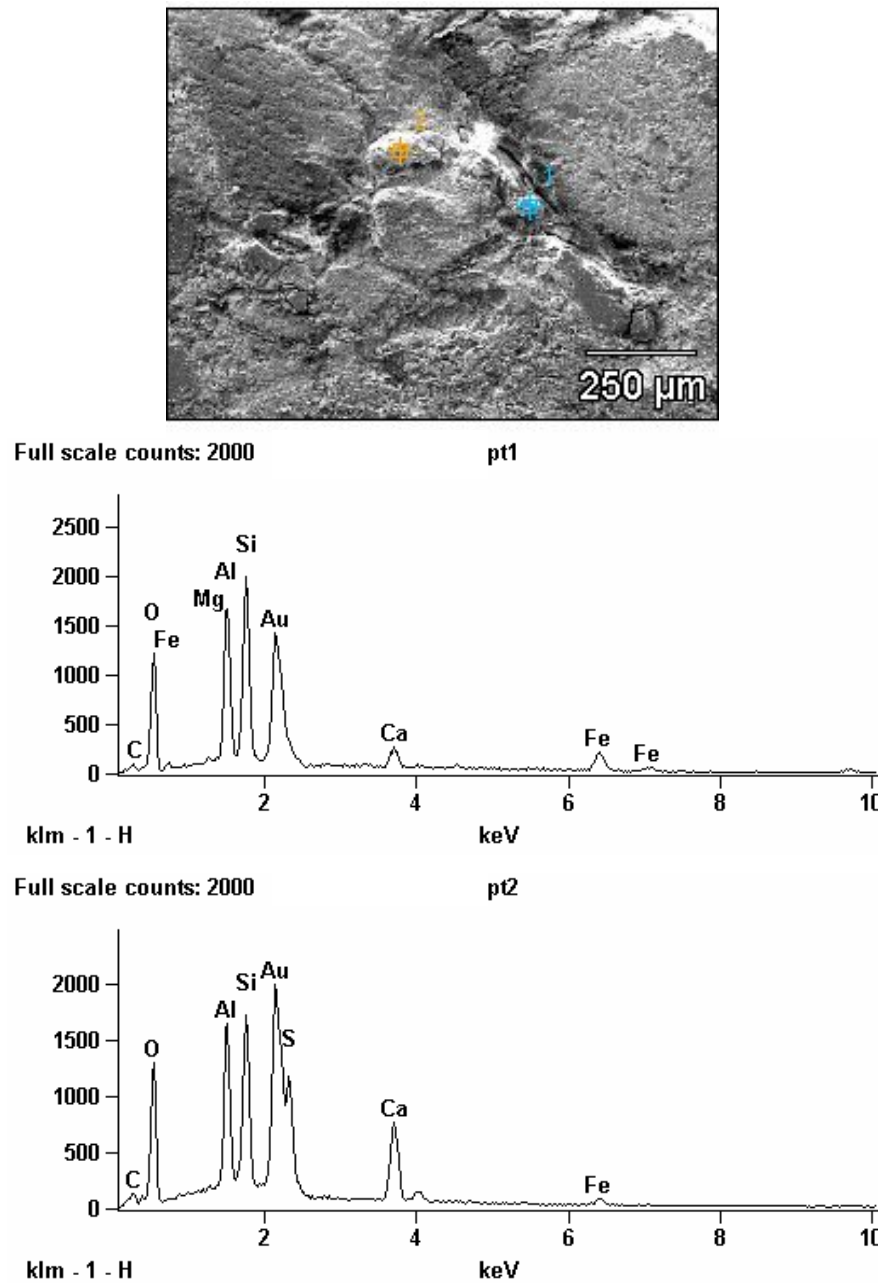 250 µm
Full scale counts: 2000 pt1
2500
2000
1500
1000
500
0
Si
Al
Mg
O
Fe
Au
C
Ca
Fe
Fe
2 4 6 8 10
klm - 1 - H keV
Full scale counts: 2000 pt2
2000
1500
1000
500
0
Au
Si
Al
S
O
C
Ca
Fe
2 4 6 8 10
klm - 1 - H keV